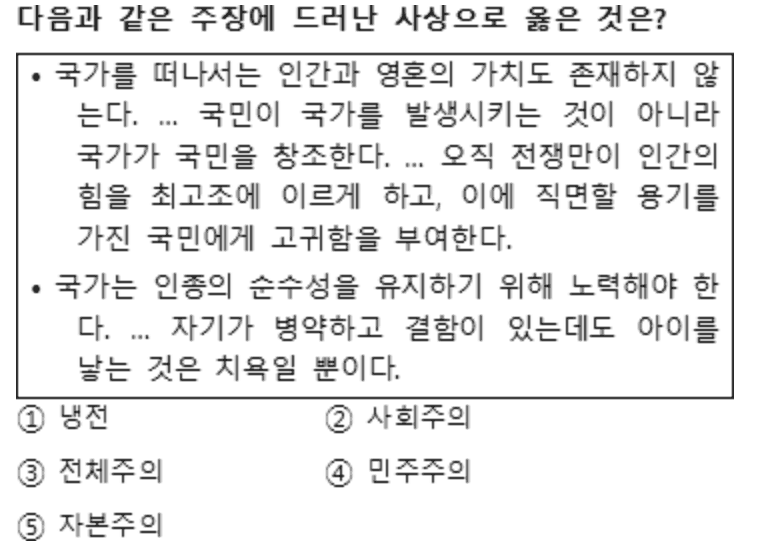 다음과 같은 주장에 드러난 사상으로 옳은 것은?
• 국가를 떠나서는 인간과 영혼의 가치도 존재하지 않
는다. ... 국민이 국가를 발생시키는 것이 아니라
국가가 국민을 창조한다. ... 오직 전쟁만이 인간의
힘을 최고조에 이르게 하고, 이에 직면할 용기를
가진 국민에게 고귀함을 부여한다.
• 국가는 인종의 순수성을 유지하기 위해 노력해야 한
다. ... 자기가 병약하고 결함이 있는데도 아이를
낳는 것은 치욕일 뿐이다.
① 냉전 ② 사회주의
③ 전체주의 ④ 민주주의
⑤ 자본주의